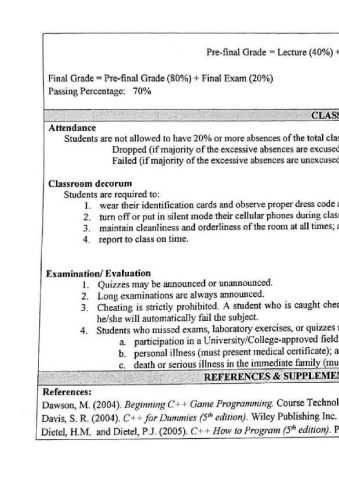 Pre-final Grade = Lecture (40%) +
Final Grade = Pre-final Grade (80%) + Final Exam (20%)
Passing Percentage: 70%
CLASS
Attendance
Students are not allowed to have 20% or more absences of the total clas
Dropped (if majority of the excessive absences are excused
Failed (if majority of the excessive absences are unexcused
Classroom decorum
Students are required to:
1. wear their identification cards and observe proper dress code a
2. turn off or put in silent mode their cellular phones during clas
3. maintain cleanliness and orderliness of the room at all times; a
4. report to class on time.
Examination/ Evaluation
1. Quizzes may be announced or unannounced.
2. Long examinations are always announced.
3. Cheating is strictly prohibited. A student who is caught chea
he/she will automatically fail the subject.
4. Students who missed exams, laboratory exercises, or quizzes
a. participation in a University/College-approved field
b. personal illness (must present medical certificate); a
c. death or serious illness in the immediate family (mu
REFERENCES & SUPPLEME
References:
Dawson, M. (2004). Beginning C++ Game Programming. Course Technol
Davis, S. R. (2004). C++ for Dummies (5th edition). Wiley Publishing Inc.
Dietel, H.M. and Dietel, P.J. (2005). C++ How to Program (5th edition). P